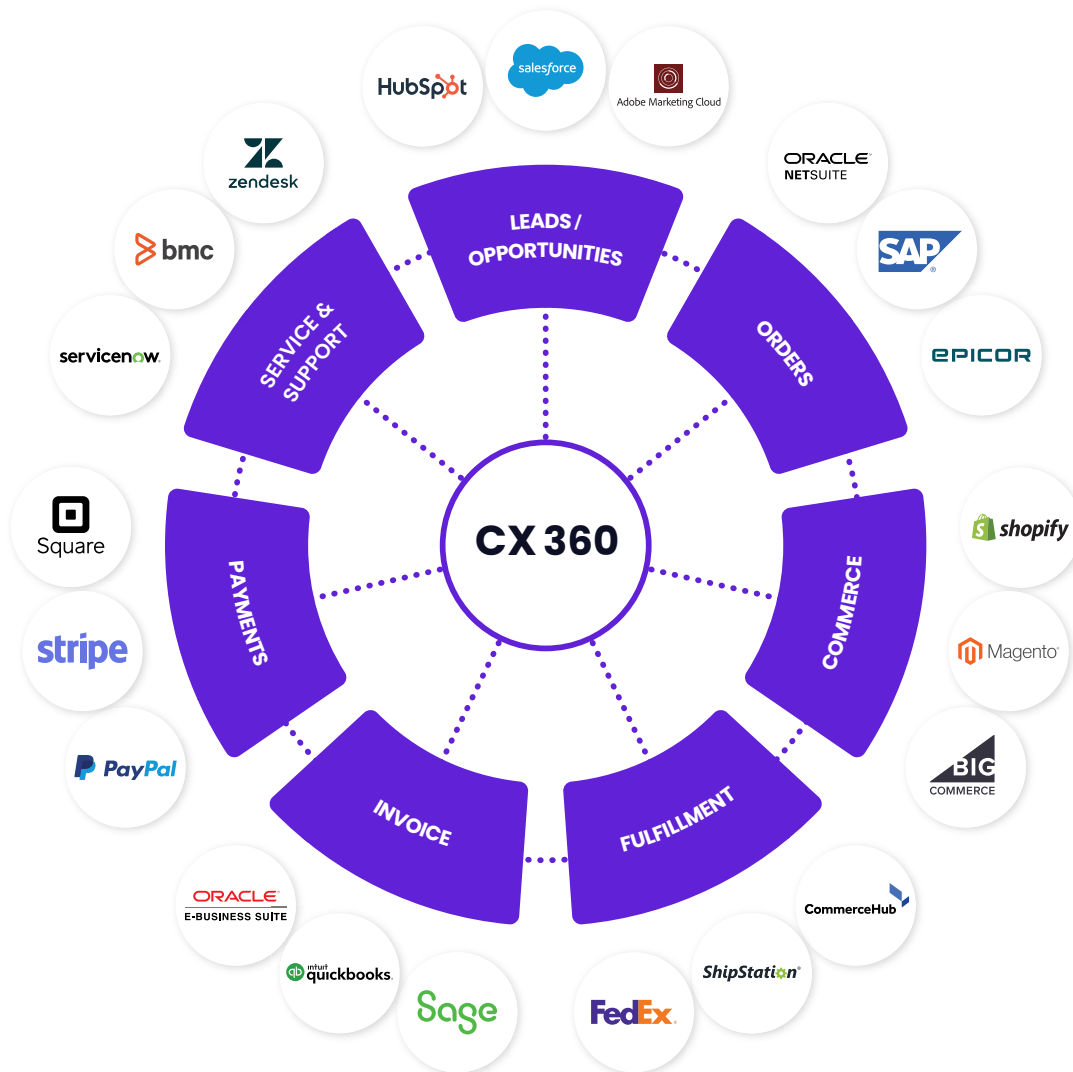 HubSpot
salesforce
Adobe Marketing Cloud
ORACLE
NETSUITE
SAP®
EPICOR
shopify
Magento®
BIG
COMMERCE
CommerceHub
ShipStation®
FedEx®
Sage
intuit
qb quickbooks.
ORACLE®
E-BUSINESS SUITE
PayPal
stripe
Square
servicenow.
bmc
zendesk
LEADS /
OPPORTUNITIES
ORDERS
COMMERCE
FULFILLMENT
INVOICE
PAYMENTS
SERVICE &
SUPPORT
CX 360